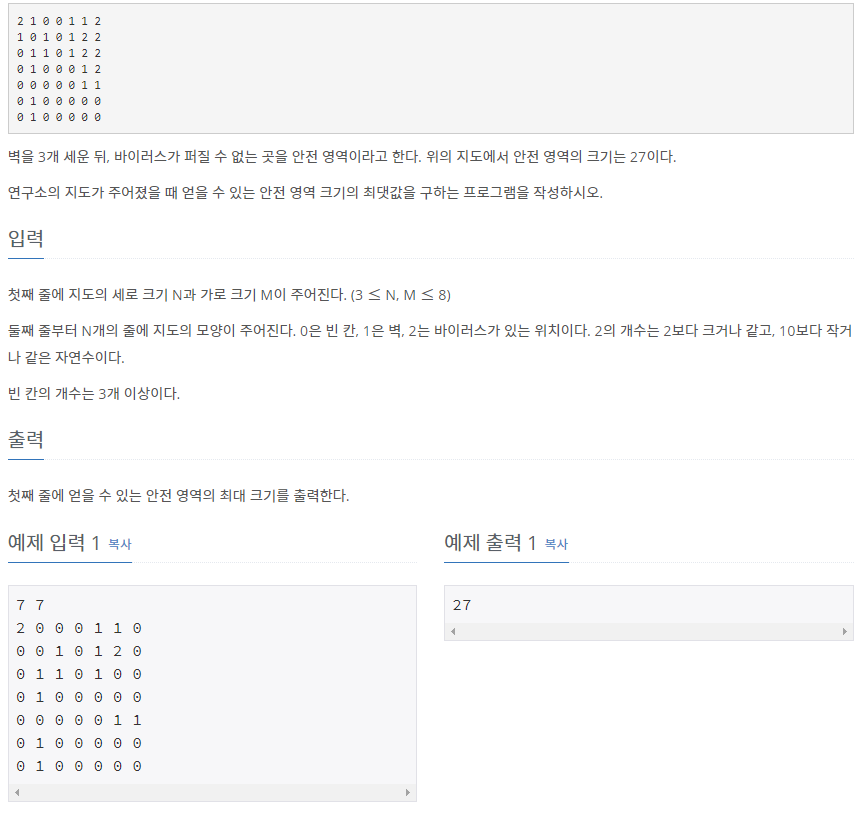 2 1 0 0 1 1 2
1 0 1 0 1 2 2
0 1 1 0 1 2 2
0 1 0 0 0 1 2
0 0 0 0 0 1 1
0 1 0 0 0 0 0
0 1 0 0 0 0 0
벽을 3개 세운 뒤, 바이러스가 퍼질 수 없는 곳을 안전 영역이라고 한다. 위의 지도에서 안전 영역의 크기는 27이다.
연구소의 지도가 주어졌을 때 얻을 수 있는 안전 영역 크기의 최댓값을 구하는 프로그램을 작성하시오.
입력
첫째 줄에 지도의 세로 크기 N과 가로 크기 M이 주어진다. (3 ≤ N, M ≤ 8)
둘째 줄부터 N개의 줄에 지도의 모양이 주어진다. 0은 빈 칸, 1은 벽, 2는 바이러스가 있는 위치이다. 2의 개수는 2보다 크거나 같고, 10보다 작거
나 같은 자연수이다.
빈 칸의 개수는 3개 이상이다.
출력
첫째 줄에 얻을 수 있는 안전 영역의 최대 크기를 출력한다.
예제 입력 1 복사
7 7
2 0 0 0 1 1 0
0 0 1 0 1 2 0
0 1 1 0 1 0 0
0 1 0 0 0 0 0
0 0 0 0 0 1 1
0 1 0 0 0 0 0
0 1 0 0 0 0 0
예제 출력 1 복사
27